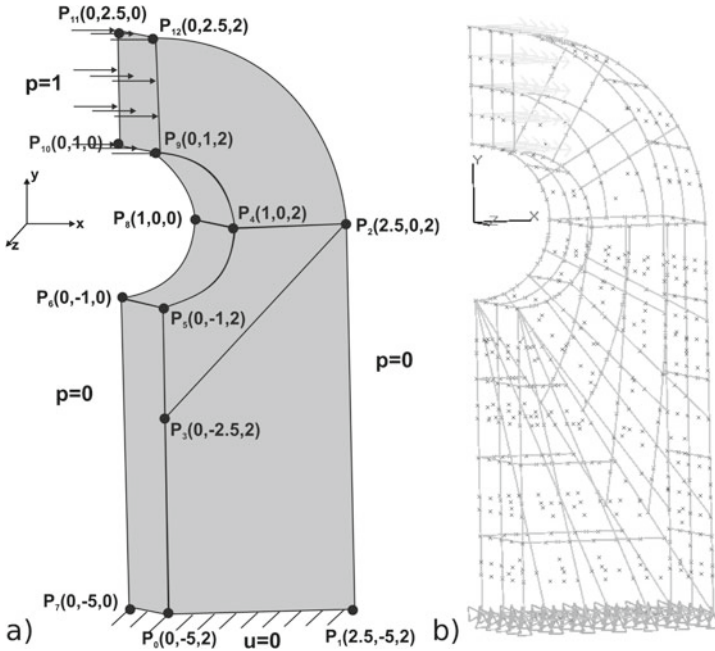 P11(0,2.5,0)
P12(0,2.5,2)
p=1
P10(0,1,0)
P9(0,1,2)
y
x
z
P8(1,0,0)
P4(1,0,2)
P2(2.5,0,2)
P6(0,-1,0)
P5(0,-1,2)
p=0
p=0
P3(0,-2.5,2)
P7(0,-5,0)
a)
P0(0,-5,2)
u=0
P1(2.5,-5,2)
Y
Z
X
b)